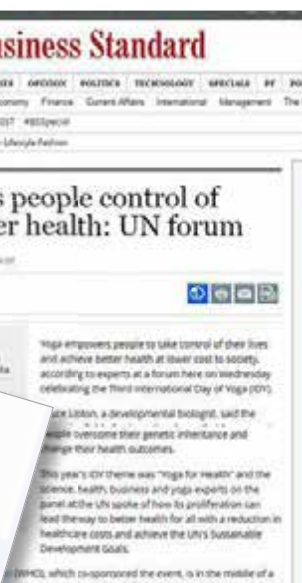 siness Standard
OPINION POLITICS TECHNOLOGY SPECIALS PF
Finance Current Affairs International Management The
Lifestyle Fashion
s people control of
er health: UN forum
Yoga empowers people to take control of their lives
and achieve better health at lower cost to society,
according to experts at a forum here on Wednesday
celebrating the Third International Day of Yoga (IDY).
Lipton, a developmental biologist, said the
people overcome their genetic inheritance and
change their health outcomes.
This year's IDY theme was "Yoga for Health" and the
science, health, business and yoga experts on the
panel at the UN spoke of how its proliferation can
lead the way to better health for all with a reduction in
healthcare costs and achieve the UN's Sustainable
Development Goals.
(WHO), which co-sponsored the event, is in the middle of a